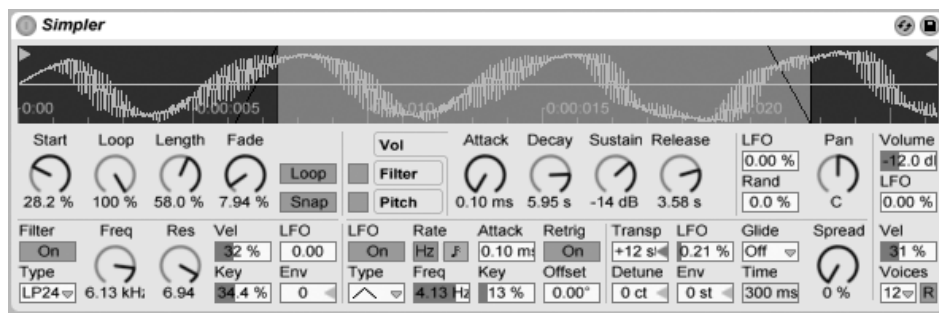 Simpler
0:00 0:00:005 0:00:010 0:00:015 0:00:020
Start Loop Length Fade
28.2 % 100 % 58.0 % 7.94 %
Loop
Snap
Vol
Filter
Pitch
Attack Decay Sustain Release
0.10 ms 5.95 s -14 dB 3.58 s
LFO
0.00 %
Rand
0.0 %
Pan
C
Volume
-12.0 dB
LFO
0.00 %
Filter Freq Res Vel LFO
On 32 % 0.00
Type Key Env
LP24 6.13 kHz 6.94 34.4 % 0
LFO Rate Attack Retrig
On Hz 0.10 ms On
Type Freq Key Offset
4.13 Hz 13 % 0.00°
Transp LFO Glide Spread
+12 st 0.21 % Off
Detune Env Time
0 ct 0 st 300 ms 0 %
Vel
31 %
Voices
12 R